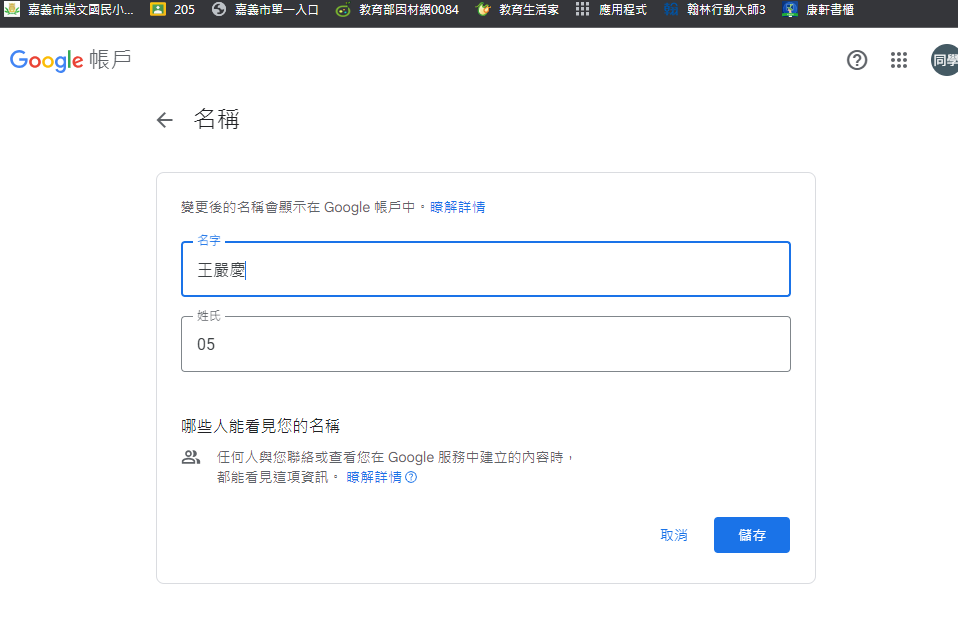 嘉義市崇文國民小... 205 嘉義市單一入口 教育部因材網0084 教育生活家 應用程式 翰林行動大師3 康軒書櫃
Google 帳戶
同學
名稱
變更後的名稱會顯示在 Google 帳戶中。瞭解詳情
名字
王嚴慶
姓氏
05
哪些人能看見您的名稱
任何人與您聯絡或查看您在 Google 服務中建立的內容時，
都能看見這項資訊。 瞭解詳情
取消 儲存